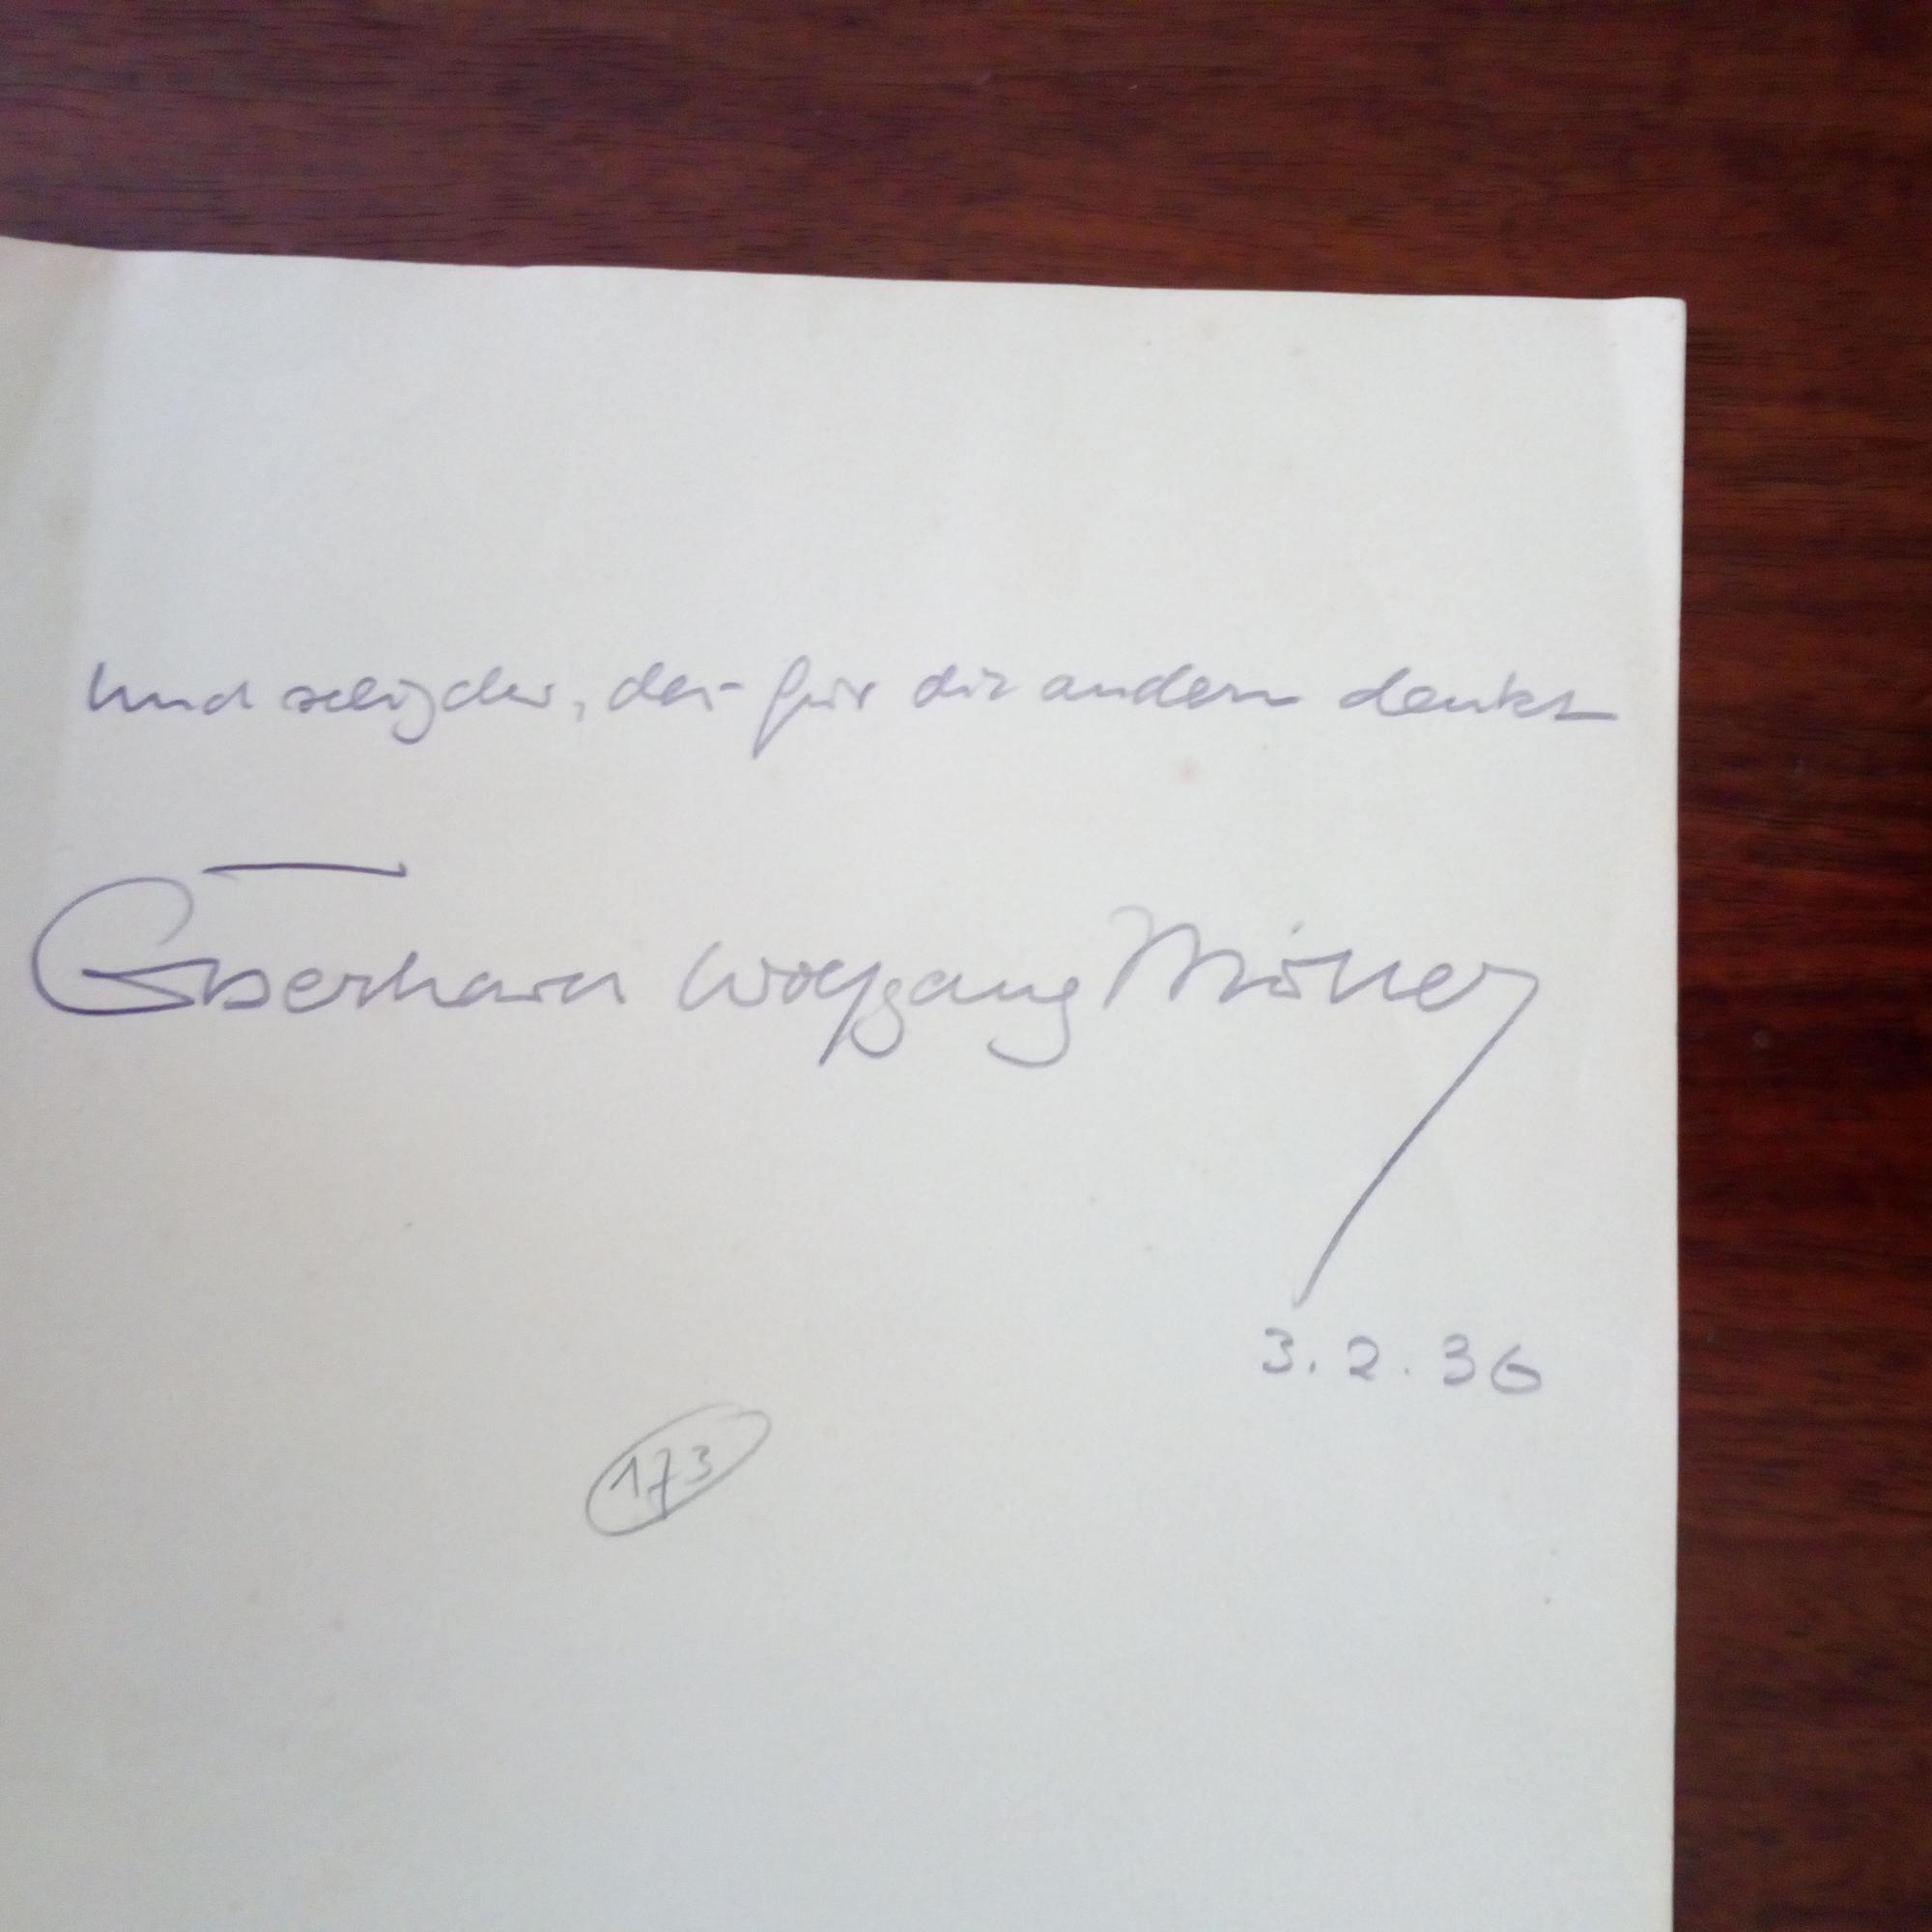 Und selig der, der für die andern denkt
Eberhard Wolfgang Möller
3.2.36
173